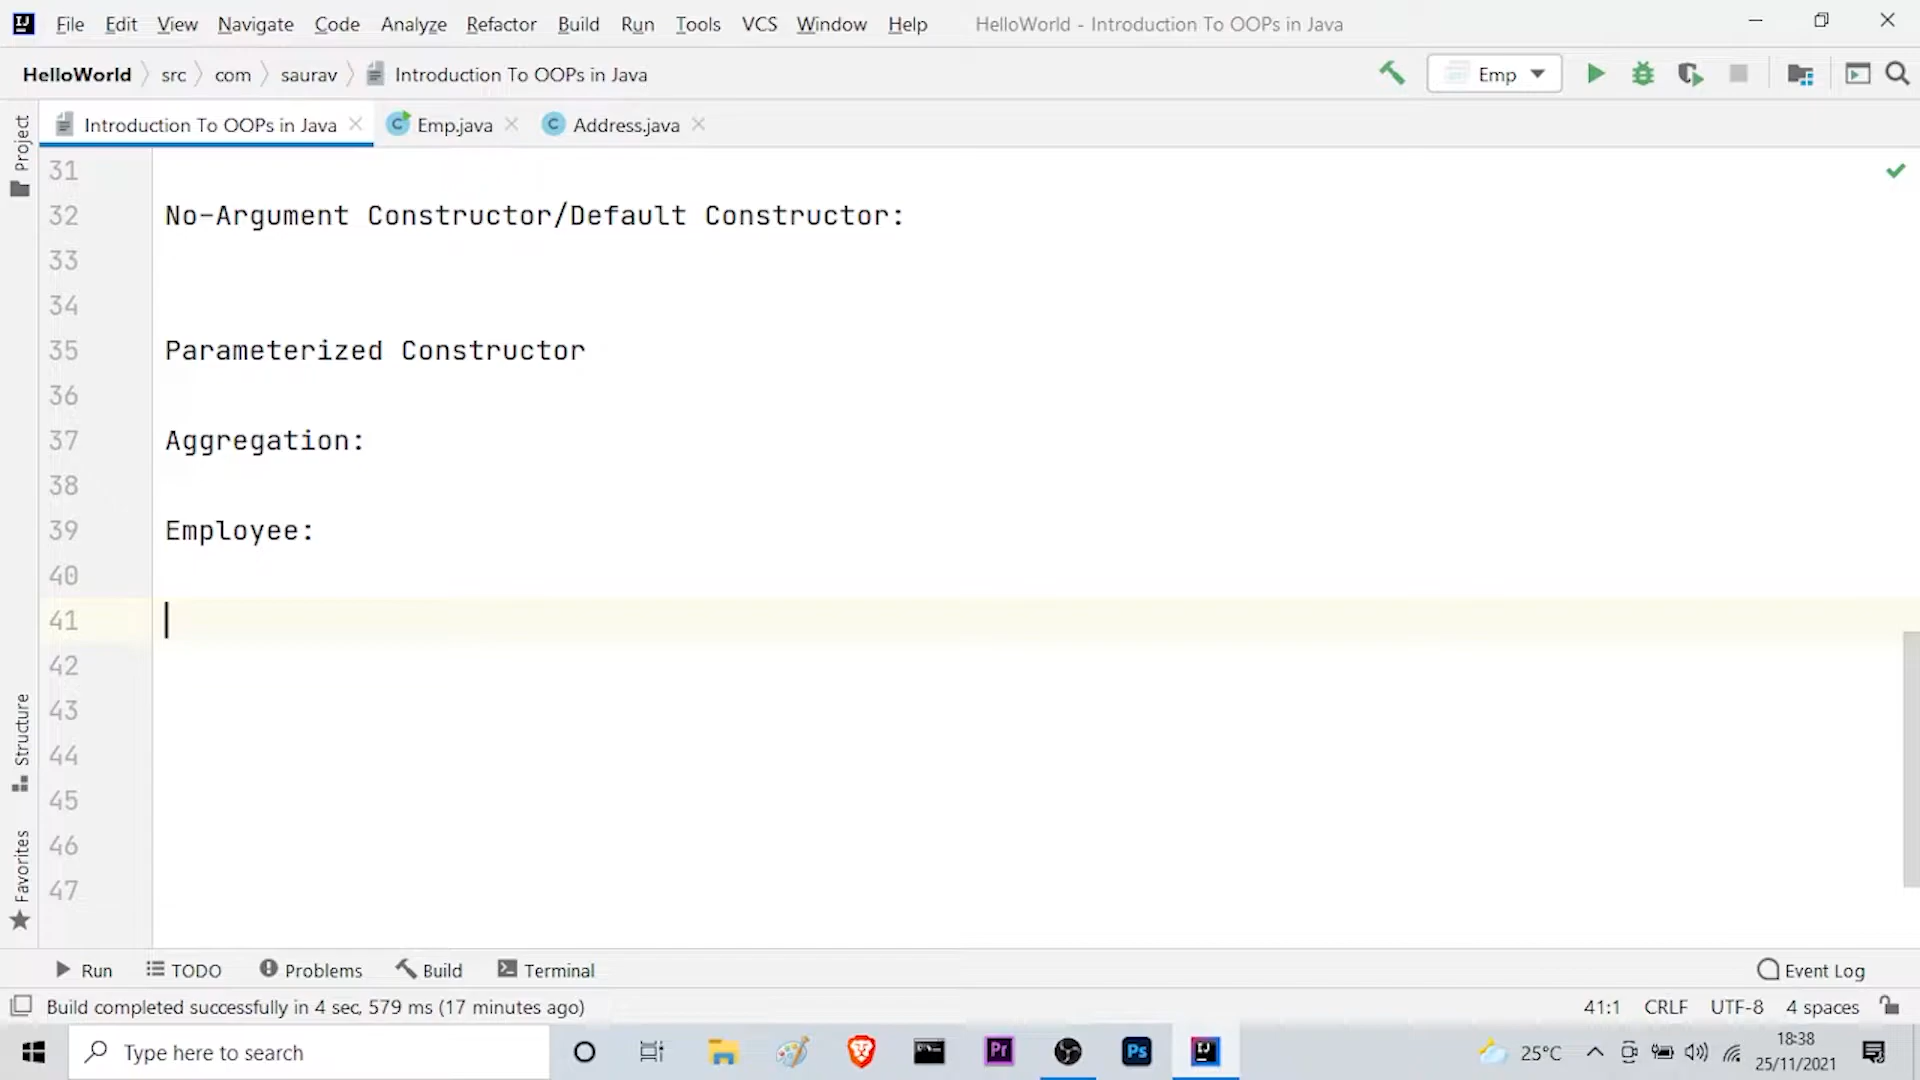 File Edit View Navigate Code Analyze Refactor Build Run Tools VCS Window Help HelloWorld - Introduction To OOPs in Java
HelloWorld src com saurav Introduction To OOPs in Java Emp
Introduction To OOPs in Java Emp.java Address.java
Project
31
32 No-Argument Constructor/Default Constructor:
33
34
35 Parameterized Constructor
36
37 Aggregation:
38
39 Employee:
40
41
42
43
44
45
46
47
Structure
Favorites
Run TODO Problems Build Terminal Event Log
Build completed successfully in 4 sec, 579 ms (17 minutes ago) 41:1 CRLF UTF-8 4 spaces
Type here to search Pr Ps IJ 25°C 18:38
25/11/2021